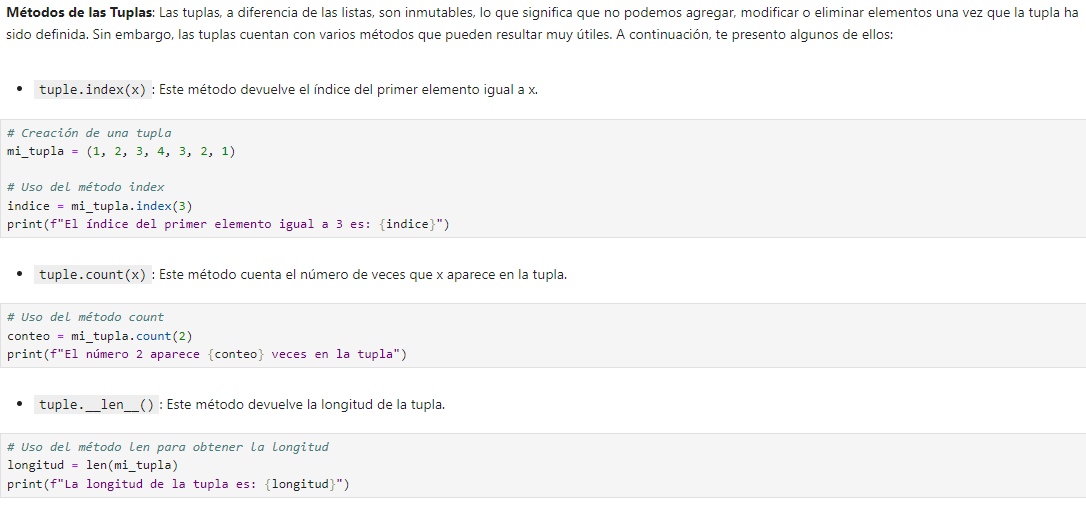 Métodos de las Tuplas: Las tuplas, a diferencia de las listas, son inmutables, lo que significa que no podemos agregar, modificar o eliminar elementos una vez que la tupla ha
sido definida. Sin embargo, las tuplas cuentan con varios métodos que pueden resultar muy útiles. A continuación, te presento algunos de ellos:
• tuple.index(x) : Este método devuelve el índice del primer elemento igual a x.
# Creación de una tupla
mi_tupla = (1, 2, 3, 4, 3, 2, 1)
# Uso del método index
indice = mi_tupla.index(3)
print(f"El índice del primer elemento igual a 3 es: {indice}")
• tuple.count(x) : Este método cuenta el número de veces que x aparece en la tupla.
# Uso del método count
conteo = mi_tupla.count(2)
print(f"El número 2 aparece {conteo} veces en la tupla")
• tuple.__len__() : Este método devuelve la longitud de la tupla.
# Uso del método len para obtener la longitud
longitud = len(mi_tupla)
print(f"La longitud de la tupla es: {longitud}")